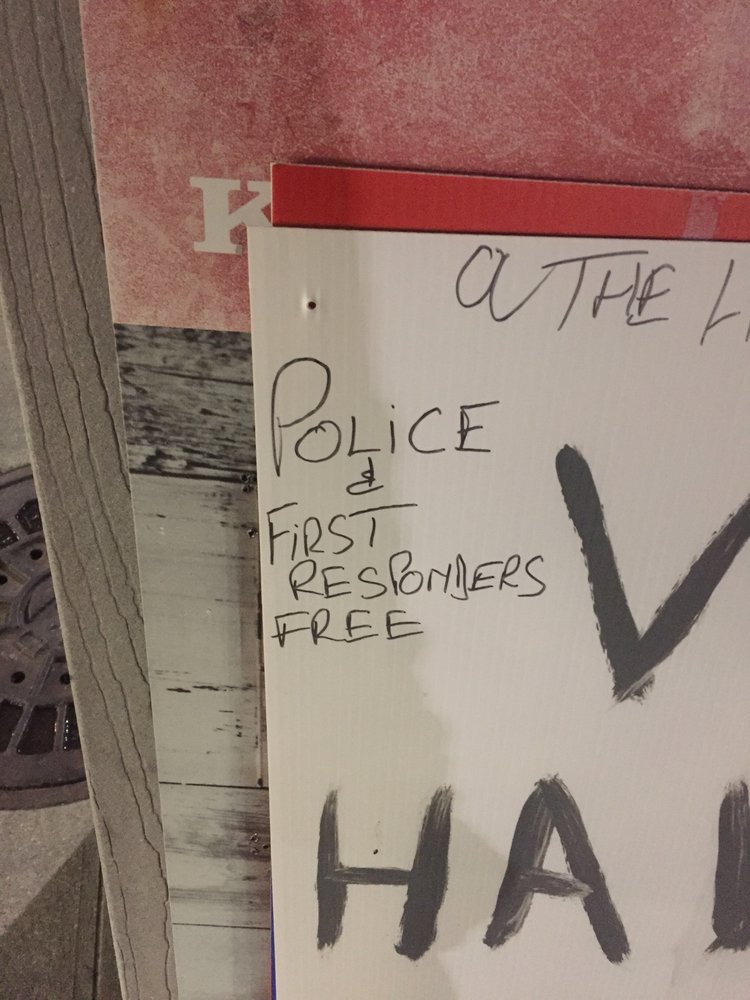 K
@ THE L
POLiCE
&
FiRST
RESPONDERS
FREE
V
HA